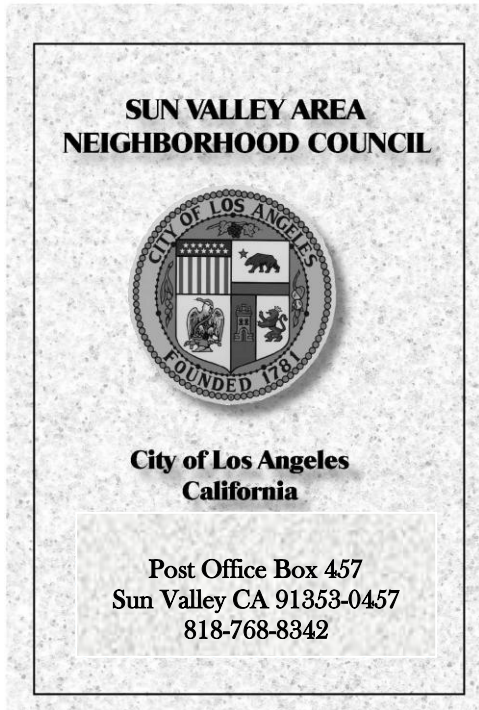 SUN VALLEY AREA
NEIGHBORHOOD COUNCIL
CITY OF LOS ANGELES
FOUNDED 1781
City of Los Angeles
California
Post Office Box 457
Sun Valley CA 91353-0457
818-768-8342